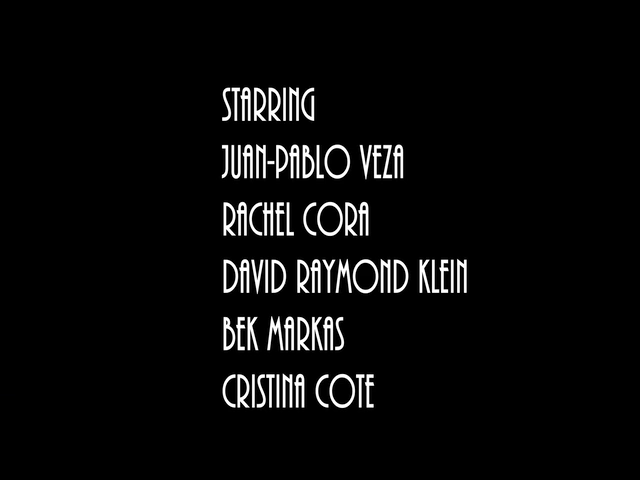 STARRING
JUAN-PABLO VEZA
RACHEL CORA
DAVID RAYMOND KLEIN
BEK MARKAS
CRISTINA COTE